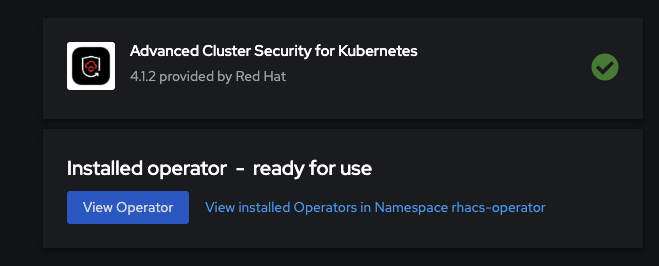 Advanced Cluster Security for Kubernetes
4.1.2 provided by Red Hat
Installed operator - ready for use
View Operator View installed Operators in Namespace rhacs-operator